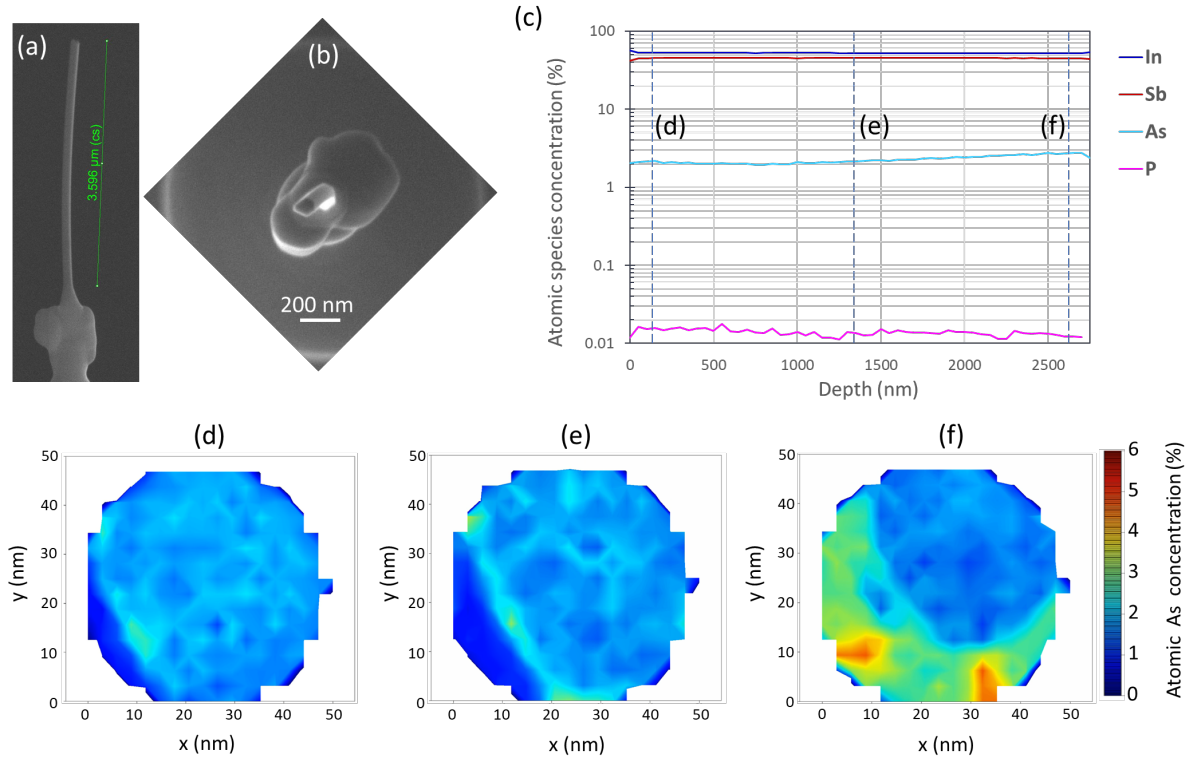 (a)
3.596 µm (cs)
(b)
200 nm
(c)
Atomic species concentration (%)
100
10
1
0.1
0.01
(d)
(e)
(f)
0 500 1000 1500 2000 2500
Depth (nm)
In
Sb
As
P
(d)
y (nm)
50
40
30
20
10
0
0 10 20 30 40 50
x (nm)
(e)
y (nm)
50
40
30
20
10
0
0 10 20 30 40 50
x (nm)
(f)
y (nm)
50
40
30
20
10
0
0 10 20 30 40 50
x (nm)
6
5
4
3
2
1
0
Atomic As concentration (%)